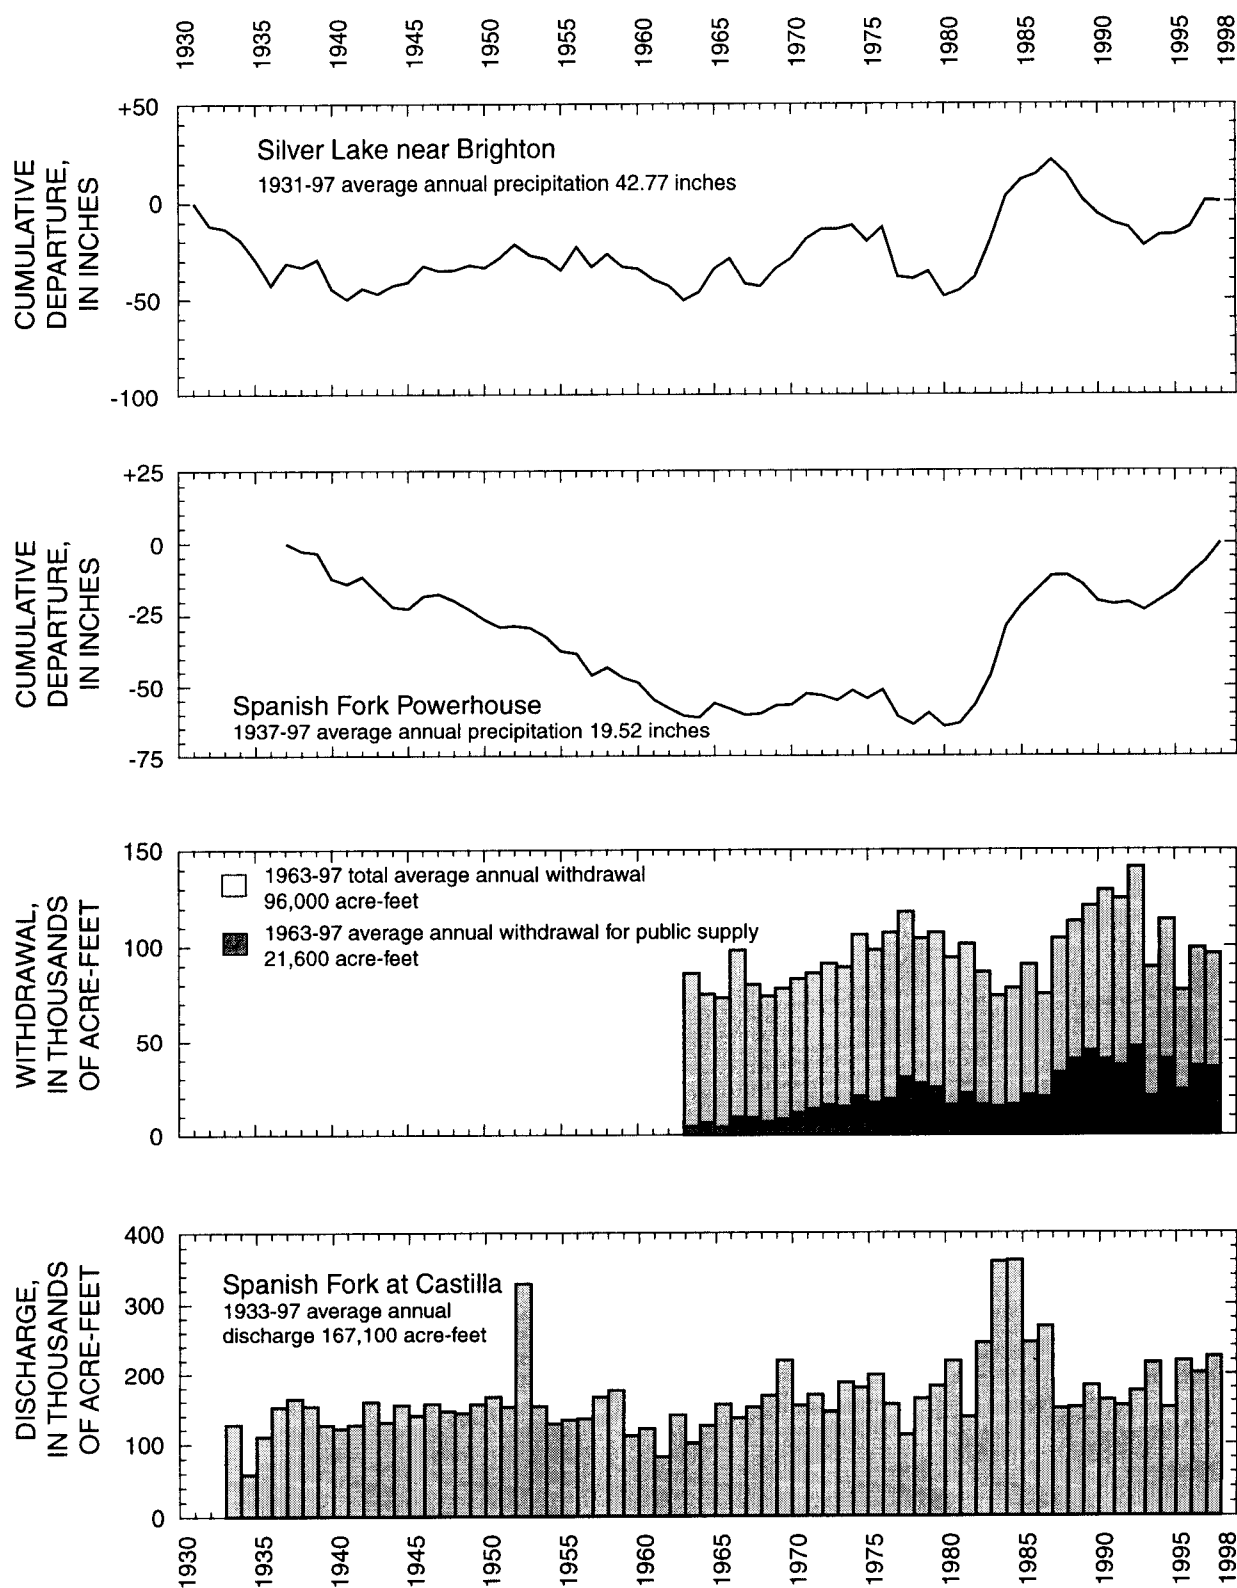 1930 1935 1940 1945 1950 1955 1960 1965 1970 1975 1980 1985 1990 1995 1998
CUMULATIVE
DEPARTURE,
IN INCHES
+50
0
-50
-100
Silver Lake near Brighton
1931-97 average annual precipitation 42.77 inches
CUMULATIVE
DEPARTURE,
IN INCHES
+25
0
-25
-50
-75
Spanish Fork Powerhouse
1937-97 average annual precipitation 19.52 inches
WITHDRAWAL,
IN THOUSANDS
OF ACRE-FEET
150
100
50
0
1963-97 total average annual withdrawal
96,000 acre-feet
1963-97 average annual withdrawal for public supply
21,600 acre-feet
DISCHARGE,
IN THOUSANDS
OF ACRE-FEET
400
300
200
100
0
Spanish Fork at Castilla
1933-97 average annual
discharge 167,100 acre-feet
1930 1935 1940 1945 1950 1955 1960 1965 1970 1975 1980 1985 1990 1995 1998